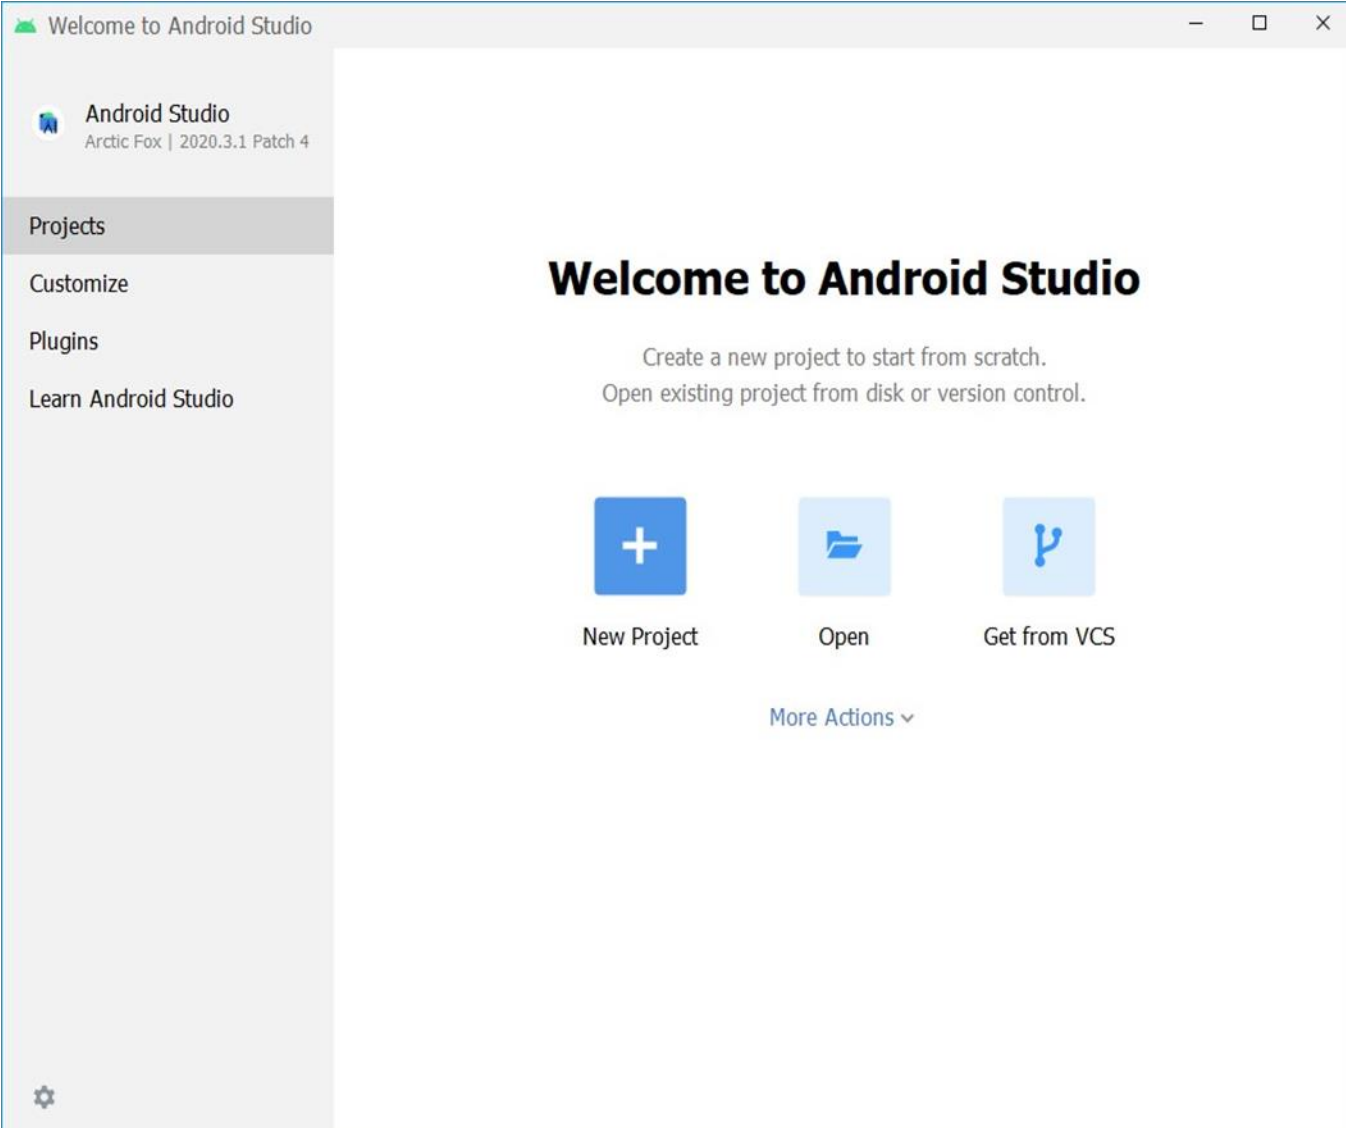 Welcome to Android Studio
Android Studio
Arctic Fox | 2020.3.1 Patch 4
Projects
Customize
Plugins
Learn Android Studio
Welcome to Android Studio
Create a new project to start from scratch.
Open existing project from disk or version control.
New Project
Open
Get from VCS
More Actions